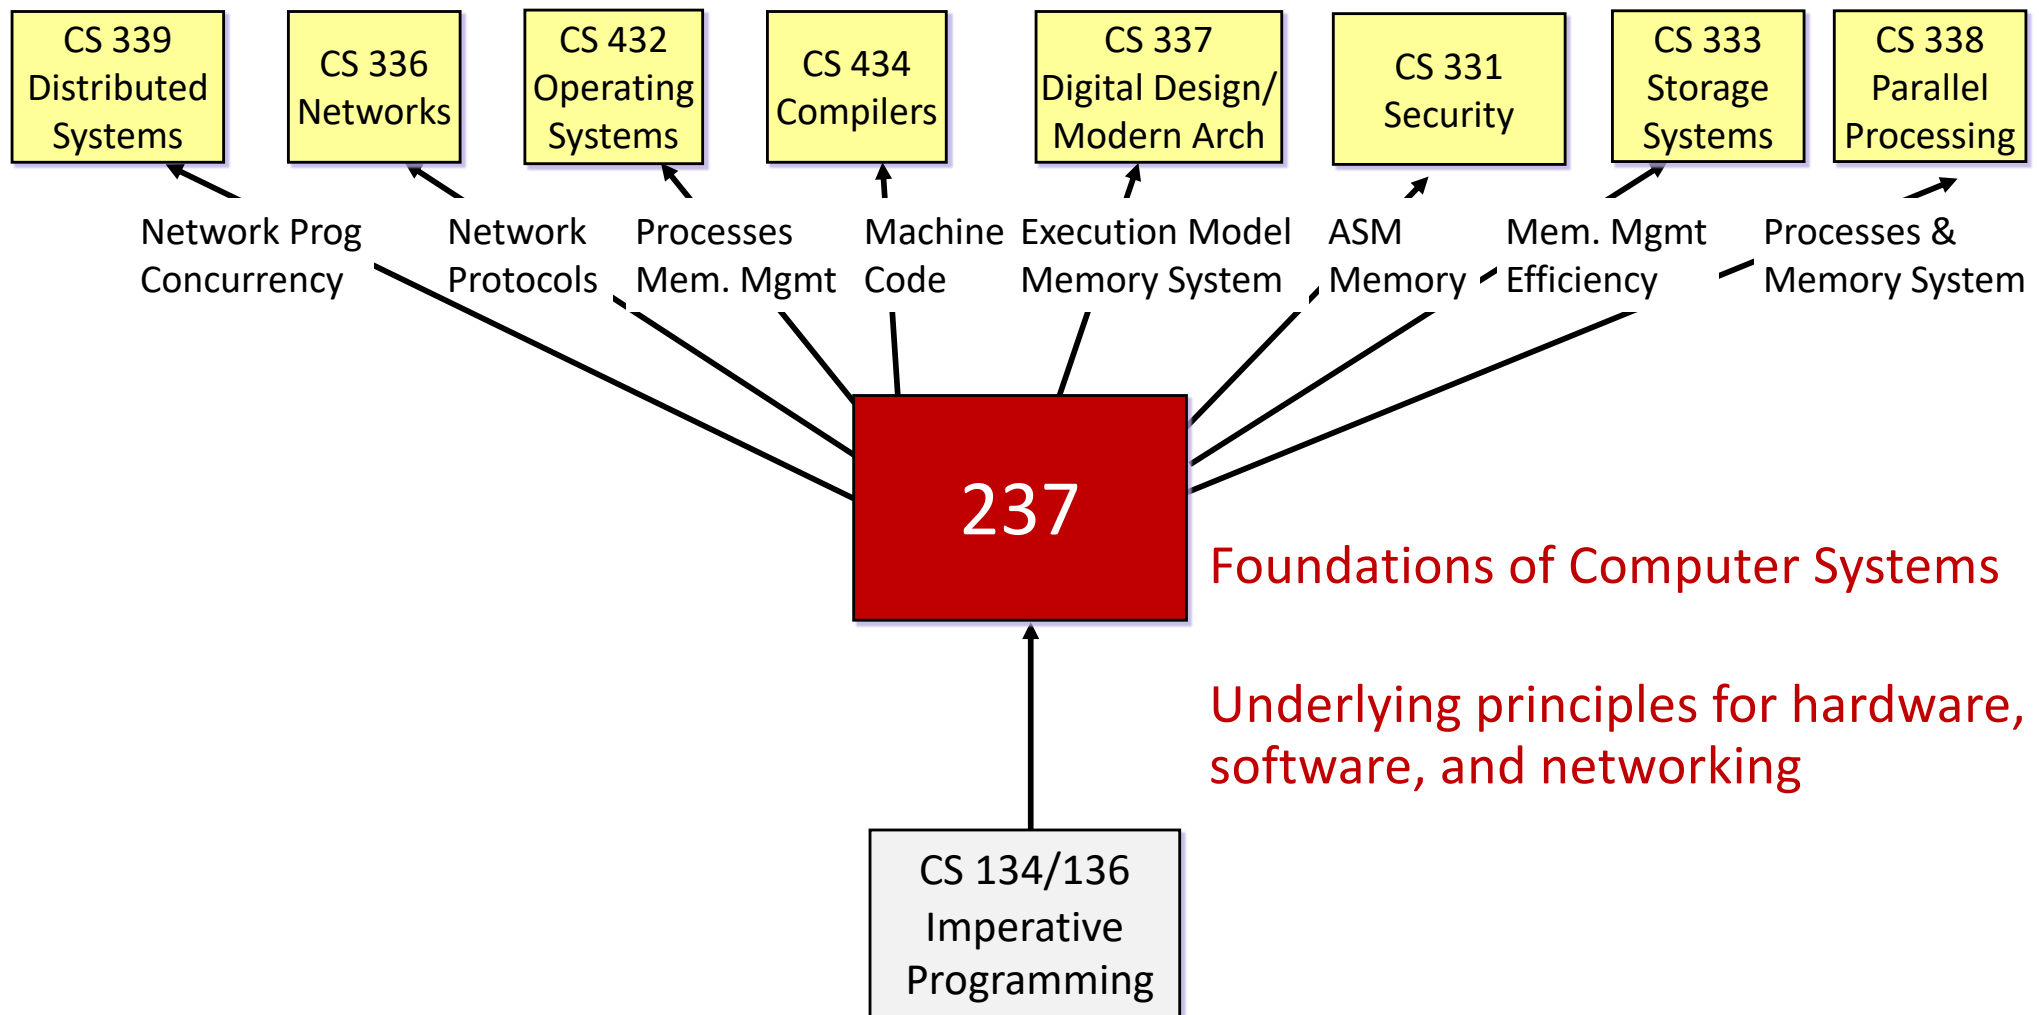 CS 339
Distributed
Systems
CS 336
Networks
CS 432
Operating
Systems
CS 434
Compilers
CS 337
Digital Design/
Modern Arch
CS 331
Security
CS 333
Storage
Systems
CS 338
Parallel
Processing
Network Prog
Concurrency
Network
Protocols
Processes
Mem. Mgmt
Machine
Code
Execution Model
Memory System
ASM
Memory
Mem. Mgmt
Efficiency
Processes &
Memory System
237
Foundations of Computer Systems
Underlying principles for hardware,
software, and networking
CS 134/136
Imperative
Programming